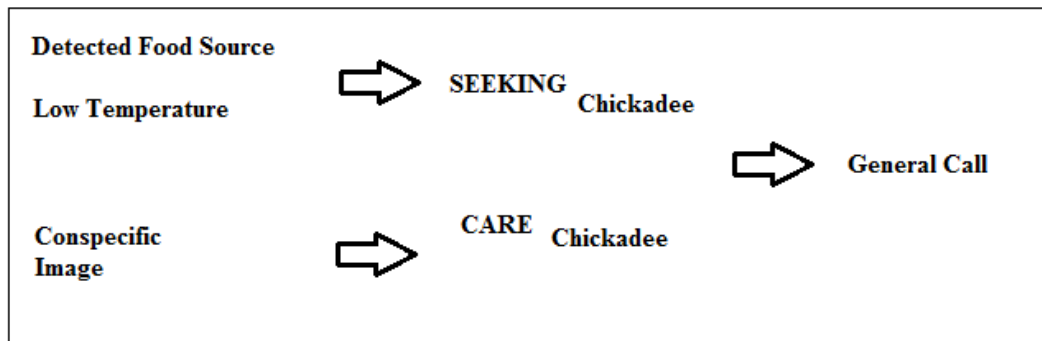 Detected Food Source
Low Temperature
SEEKING Chickadee
General Call
Conspecific
Image
CARE Chickadee